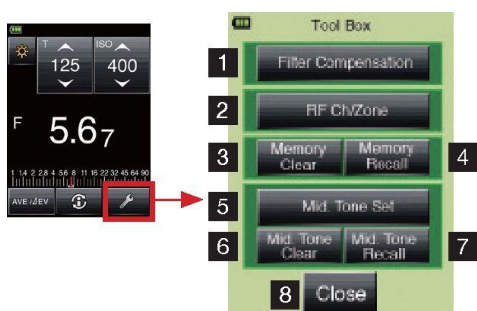 T
ISO
125
400
F 5.67
1 1.4 2 2.8 4 5.6 8 11 16 22 32 45 64 90
AVE/⊿EV
Tool Box
1 Filter Compensation
2 RF Ch/Zone
3 Memory Clear
Memory Recall 4
5 Mid. Tone Set
6 Mid. Tone Clear
Mid. Tone Recall 7
8 Close